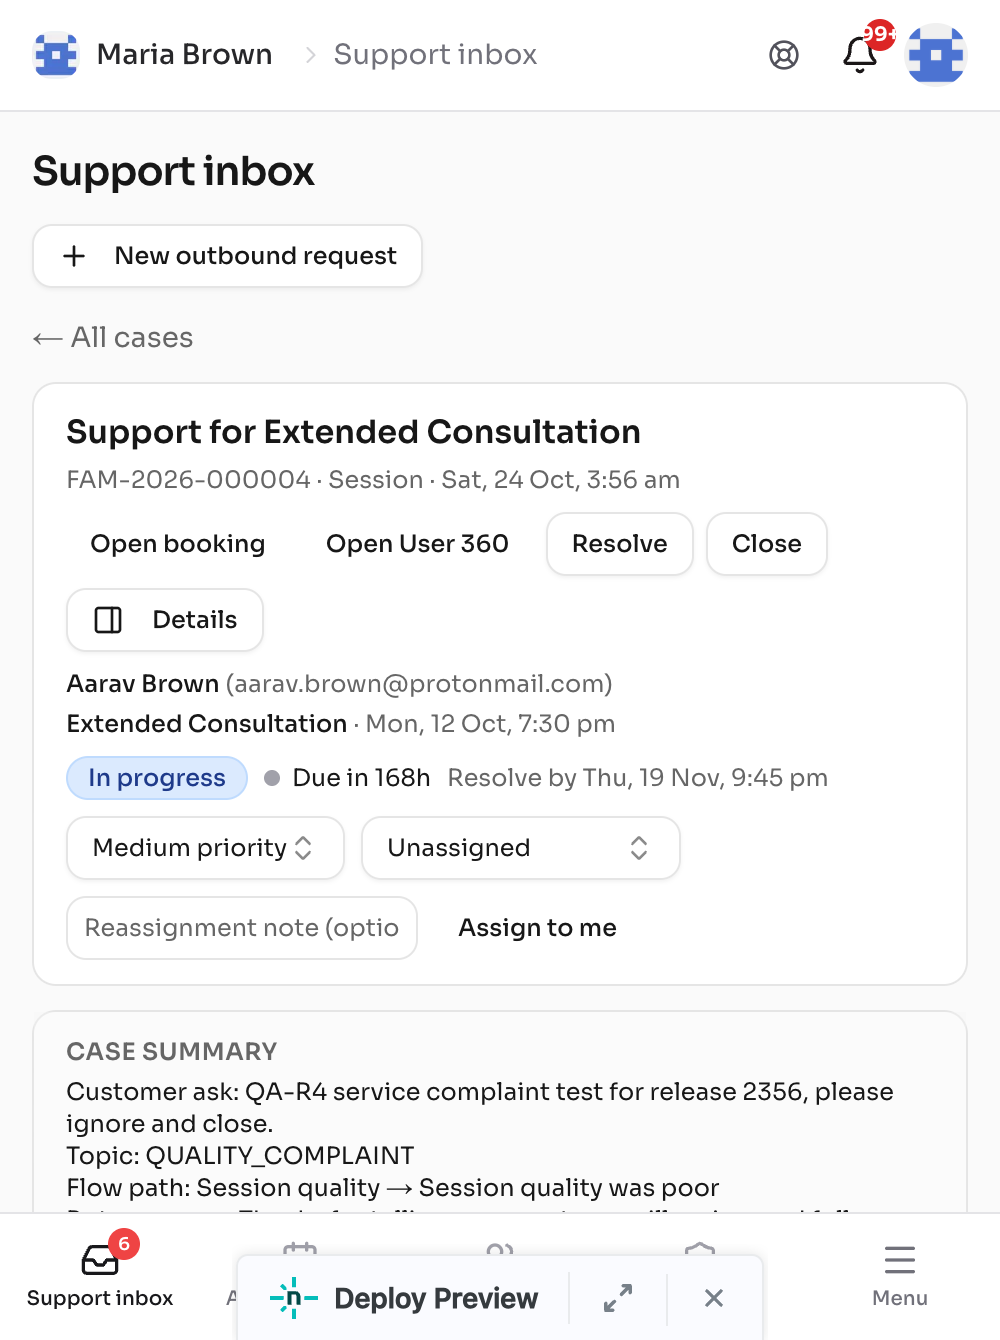 Maria Brown > Support inbox 99+
Support inbox
+ New outbound request
← All cases
Support for Extended Consultation
FAM-2026-000004 · Session · Sat, 24 Oct, 3:56 am
Open booking Open User 360 Resolve Close
Details
Aarav Brown (aarav.brown@protonmail.com)
Extended Consultation · Mon, 12 Oct, 7:30 pm
In progress Due in 168h Resolve by Thu, 19 Nov, 9:45 pm
Medium priority Unassigned
Reassignment note (optio Assign to me
CASE SUMMARY
Customer ask: QA-R4 service complaint test for release 2356, please
ignore and close.
Topic: QUALITY_COMPLAINT
Flow path: Session quality → Session quality was poor
6
Support inbox
Deploy Preview
Menu